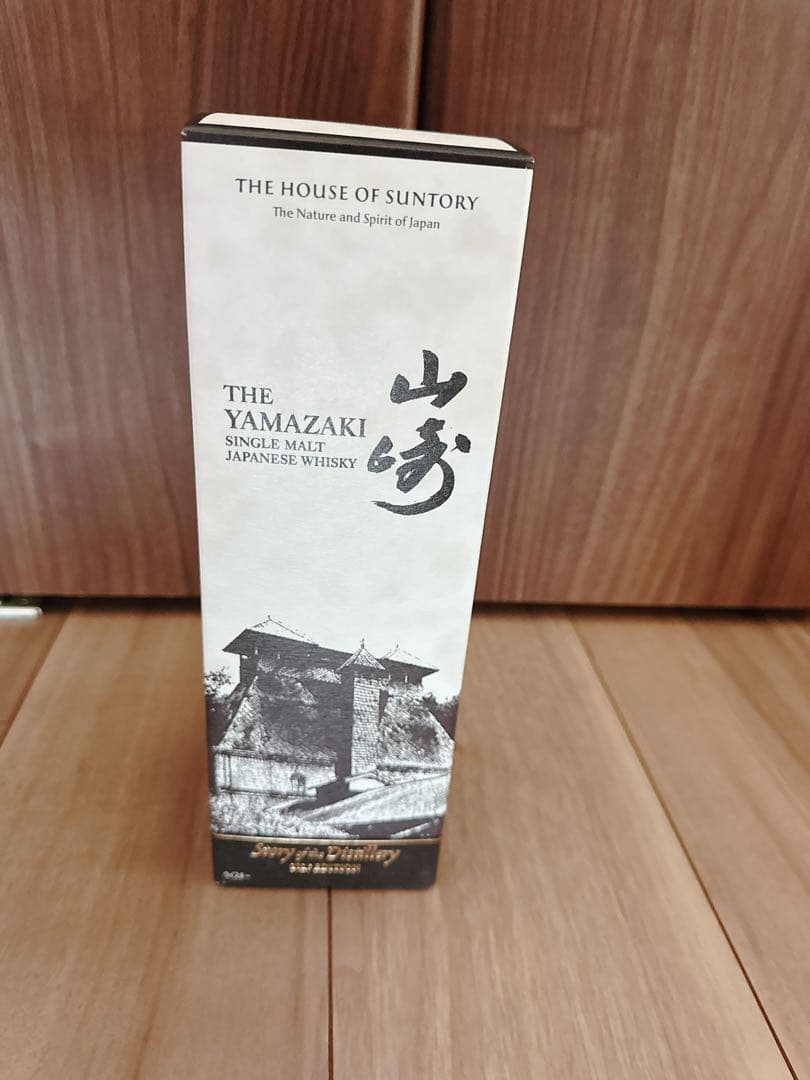 THE HOUSE OF SUNTORY
The Nature and Spirit of Japan
山崎
THE
YAMAZAKI
SINGLE MALT
JAPANESE WHISKY
Story of the Distillery